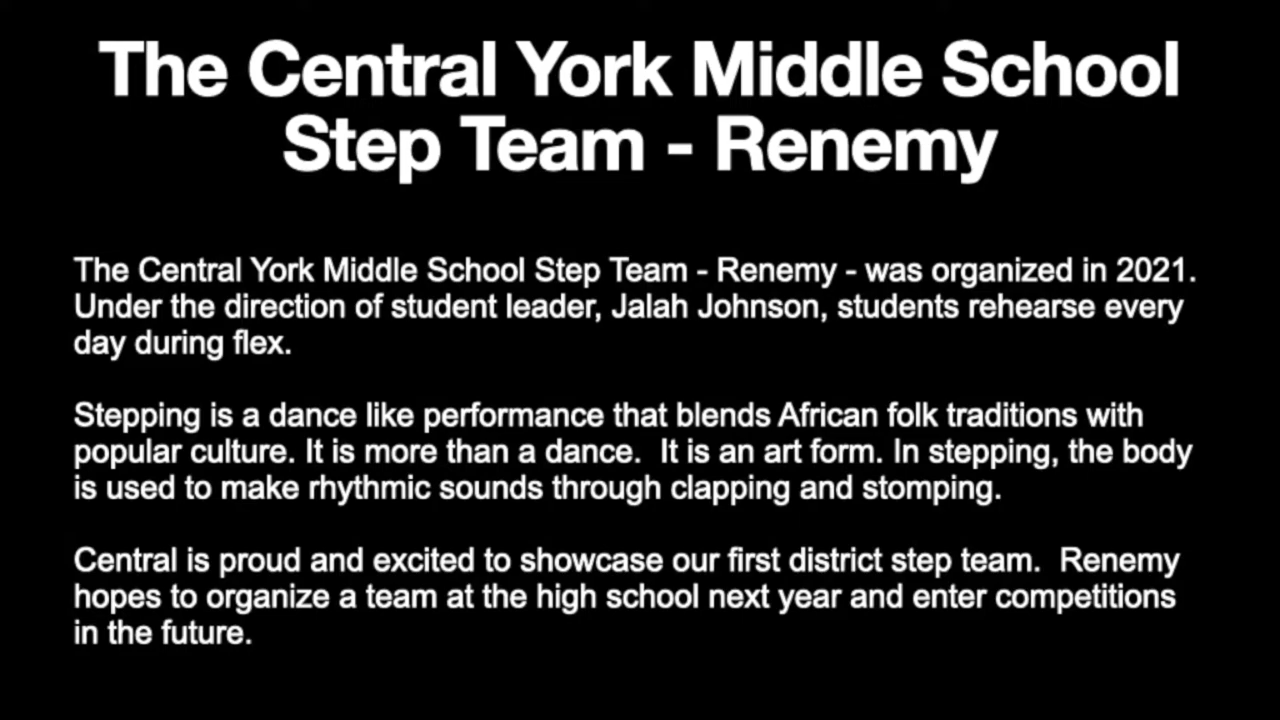 The Central York Middle School
Step Team - Renemy
The Central York Middle School Step Team - Renemy - was organized in 2021.
Under the direction of student leader, Jalah Johnson, students rehearse every
day during flex.
Stepping is a dance like performance that blends African folk traditions with
popular culture. It is more than a dance.  It is an art form. In stepping, the body
is used to make rhythmic sounds through clapping and stomping.
Central is proud and excited to showcase our first district step team.  Renemy
hopes to organize a team at the high school next year and enter competitions
in the future.